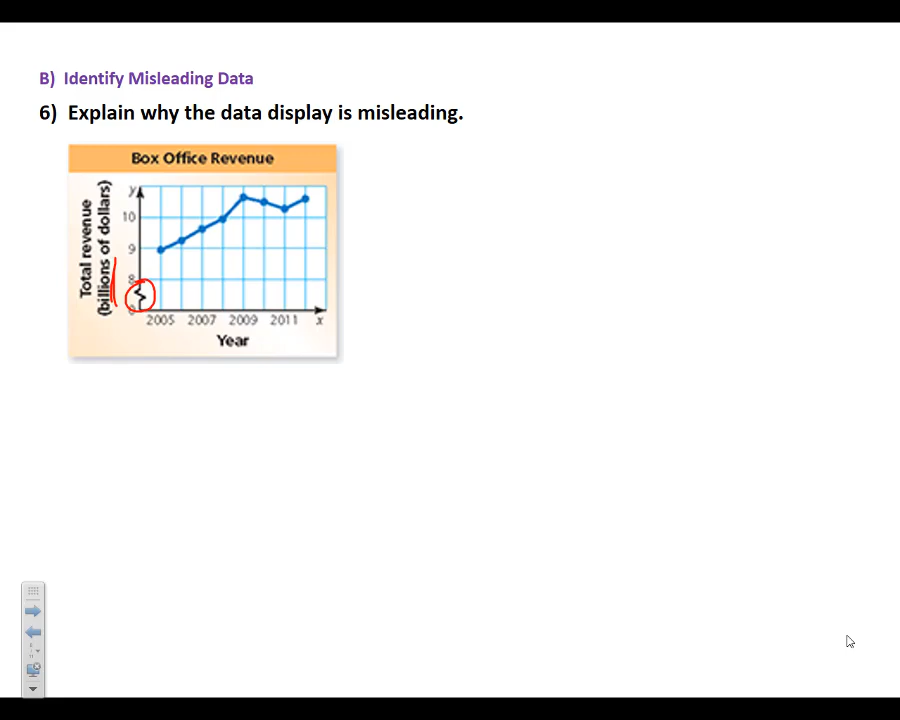 B) Identify Misleading Data
6) Explain why the data display is misleading.
Box Office Revenue
Total revenue
(billions of dollars)
y
10
9
8
0
2005 2007 2009 2011 x
Year